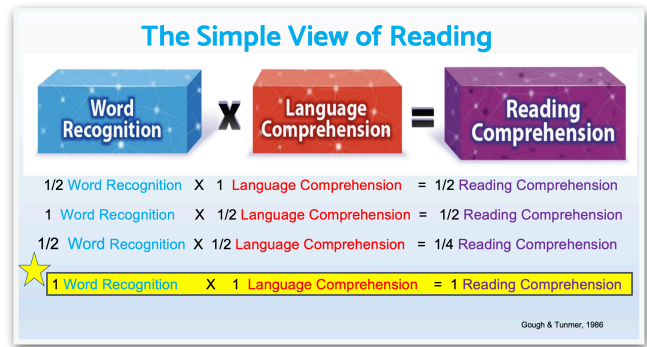 The Simple View of Reading
Word Recognition X Language Comprehension = Reading Comprehension
1/2 Word Recognition X 1 Language Comprehension = 1/2 Reading Comprehension
1 Word Recognition X 1/2 Language Comprehension = 1/2 Reading Comprehension
1/2 Word Recognition X 1/2 Language Comprehension = 1/4 Reading Comprehension
1 Word Recognition X 1 Language Comprehension = 1 Reading Comprehension
Gough & Tunmer, 1986